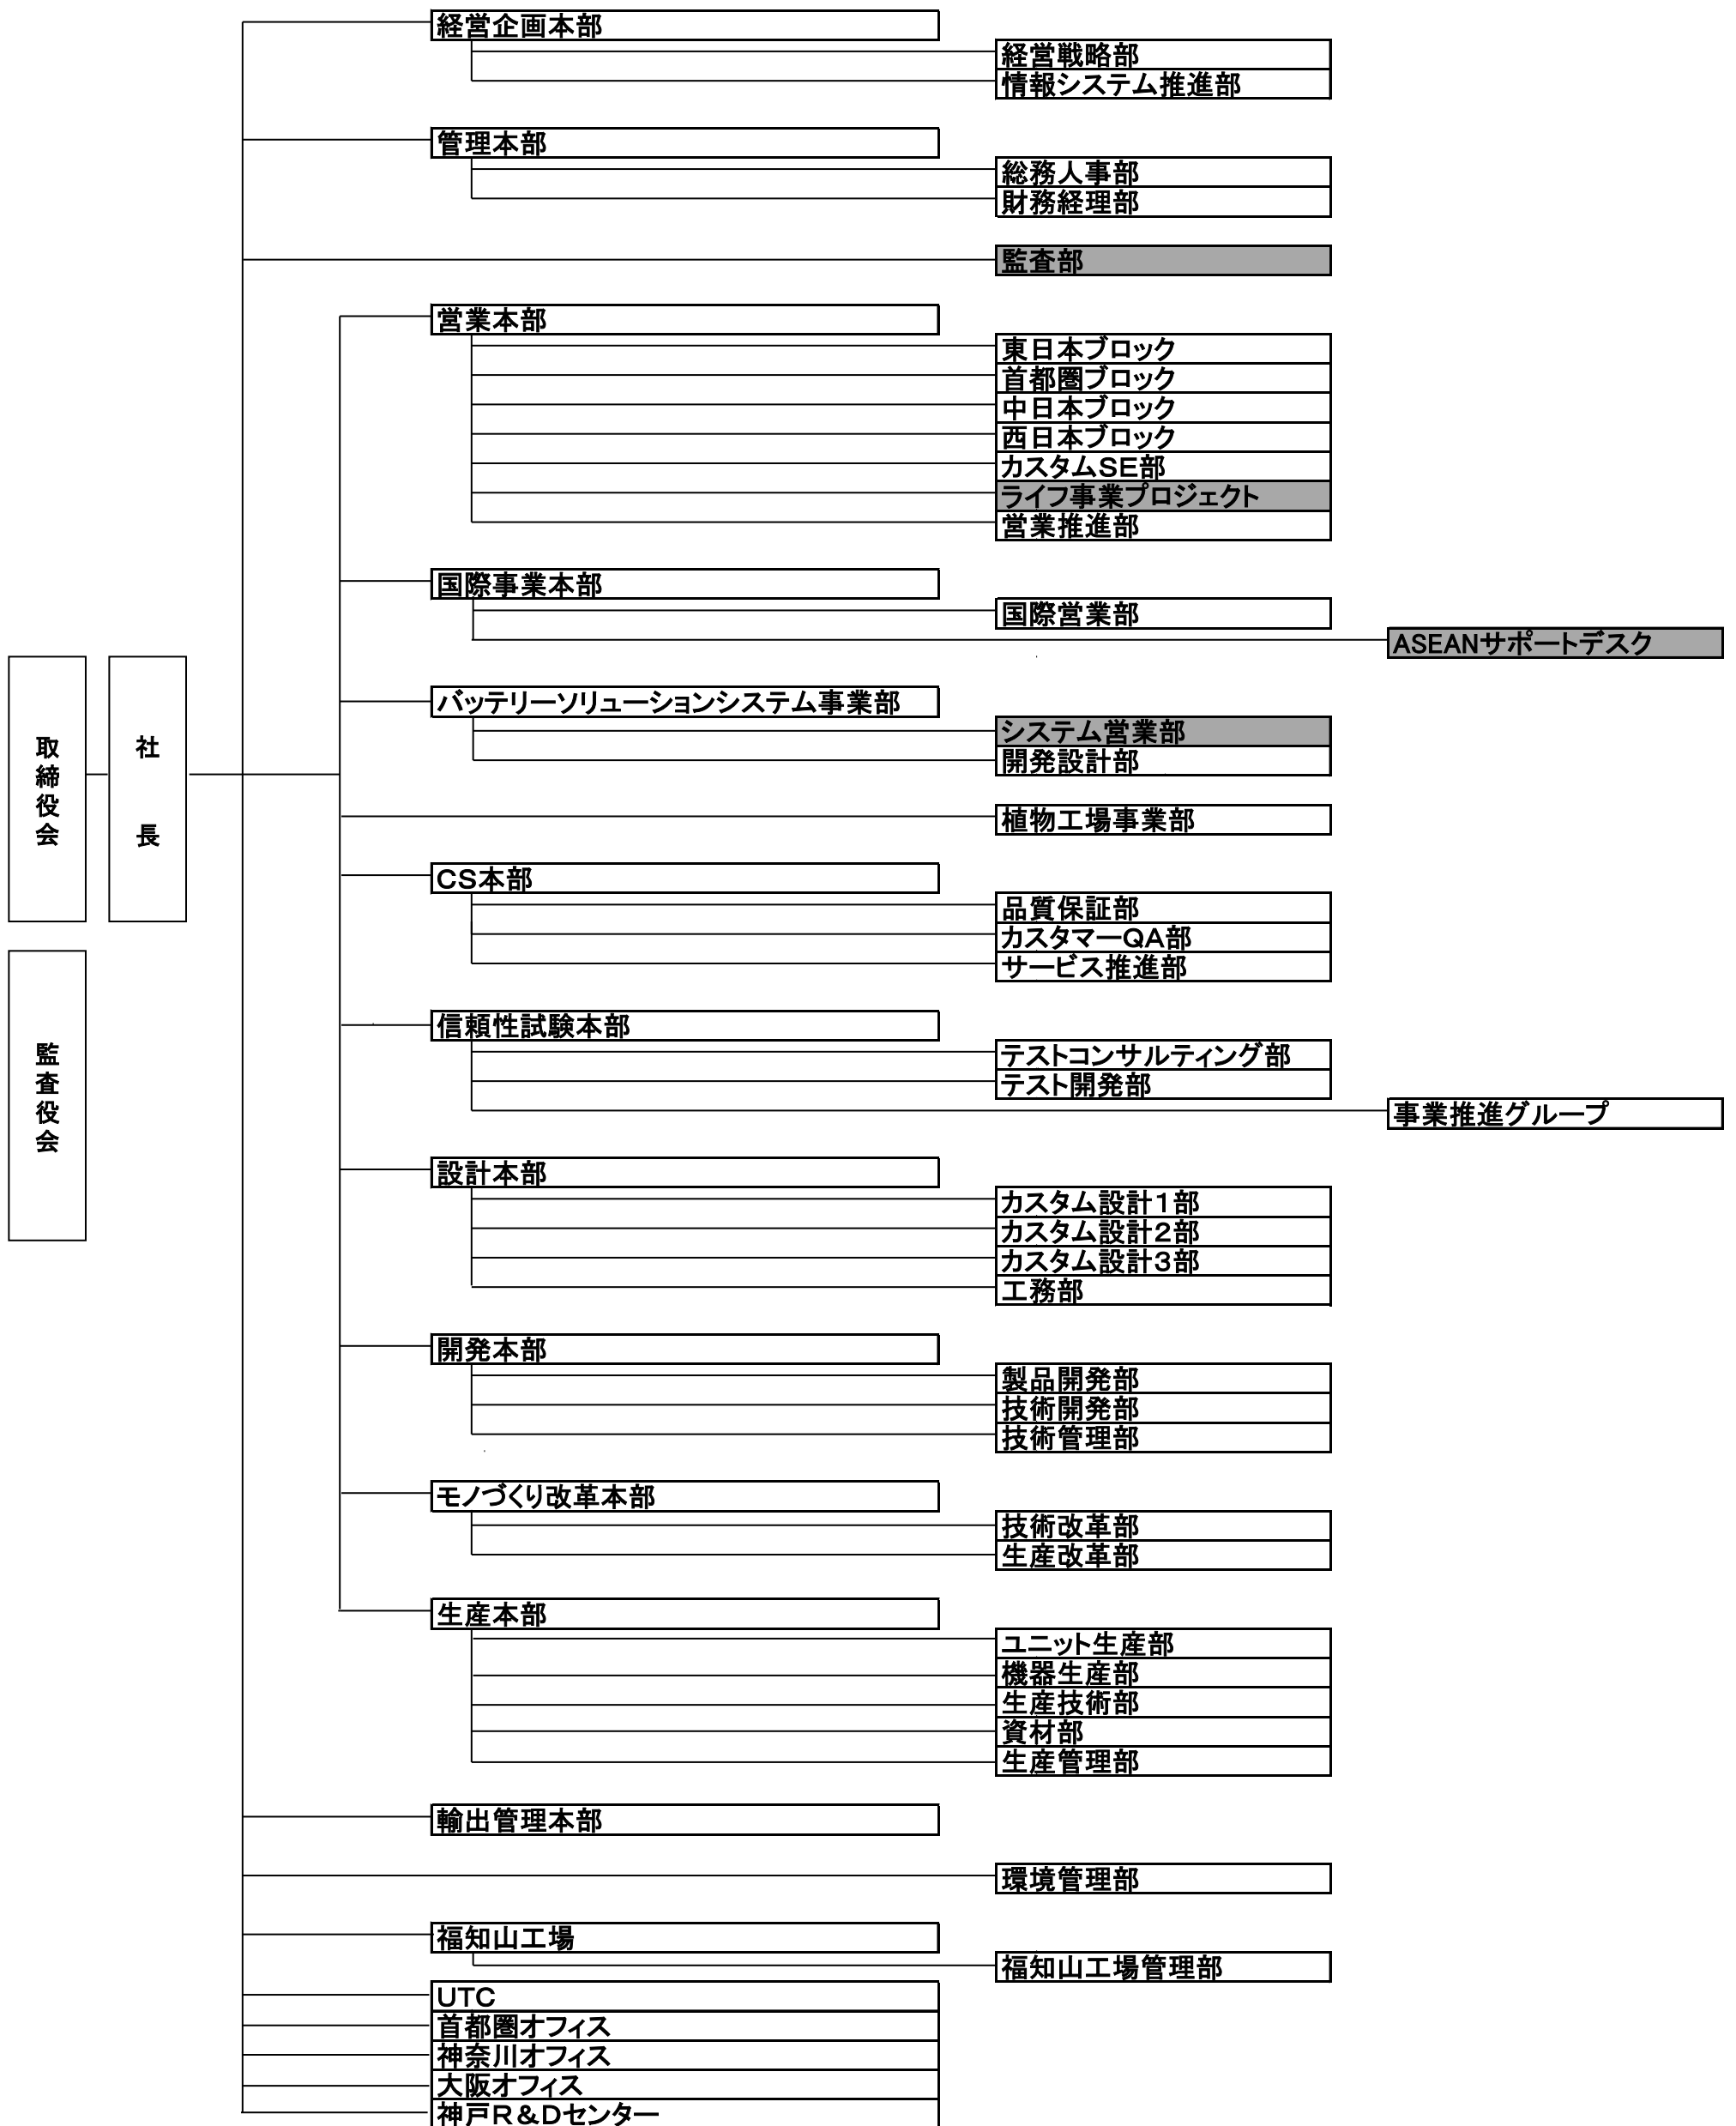 経営企画本部
経営戦略部
情報システム推進部
管理本部
総務人事部
財務経理部
監査部
営業本部
東日本ブロック
首都圏ブロック
中日本ブロック
西日本ブロック
カスタムSE部
ライフ事業プロジェクト
営業推進部
国際事業本部
国際営業部
ASEANサポートデスク
取締役会
社長
バッテリーソリューションシステム事業部
システム営業部
開発設計部
植物工場事業部
CS本部
品質保証部
カスタマーQA部
サービス推進部
監査役会
信頼性試験本部
テストコンサルティング部
テスト開発部
事業推進グループ
設計本部
カスタム設計1部
カスタム設計2部
カスタム設計3部
工務部
開発本部
製品開発部
技術開発部
技術管理部
モノづくり改革本部
技術改革部
生産改革部
生産本部
ユニット生産部
機器生産部
生産技術部
資材部
生産管理部
輸出管理本部
環境管理部
福知山工場
福知山工場管理部
UTC
首都圏オフィス
神奈川オフィス
大阪オフィス
神戸R&Dセンター